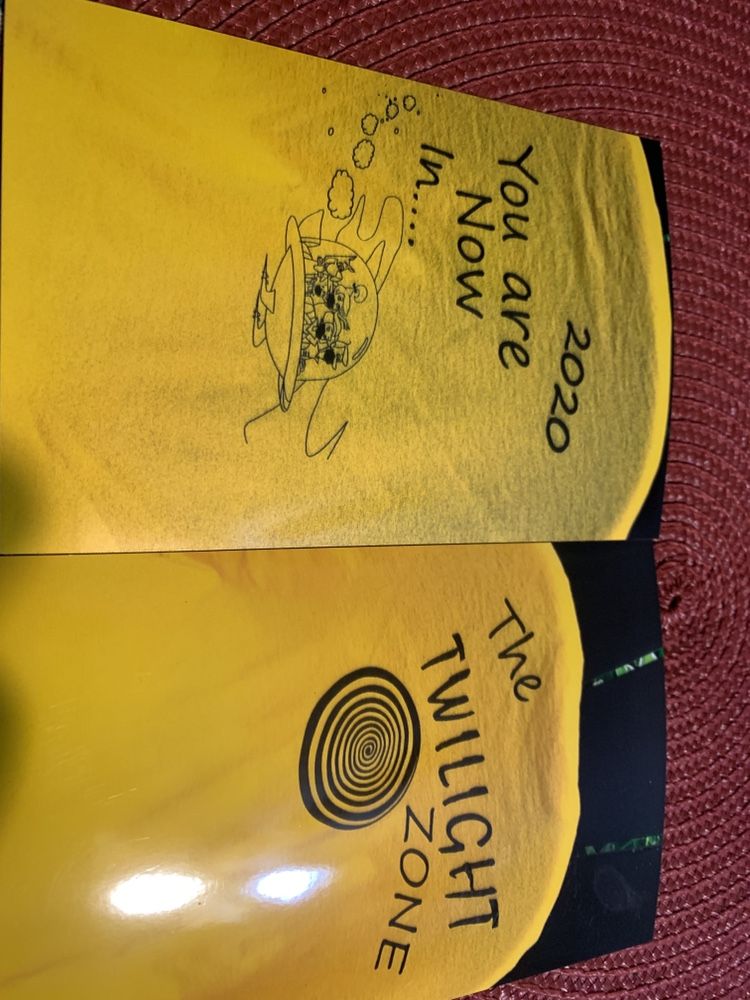 2020
You are
Now
In.....
The
TWILIGHT
ZONE